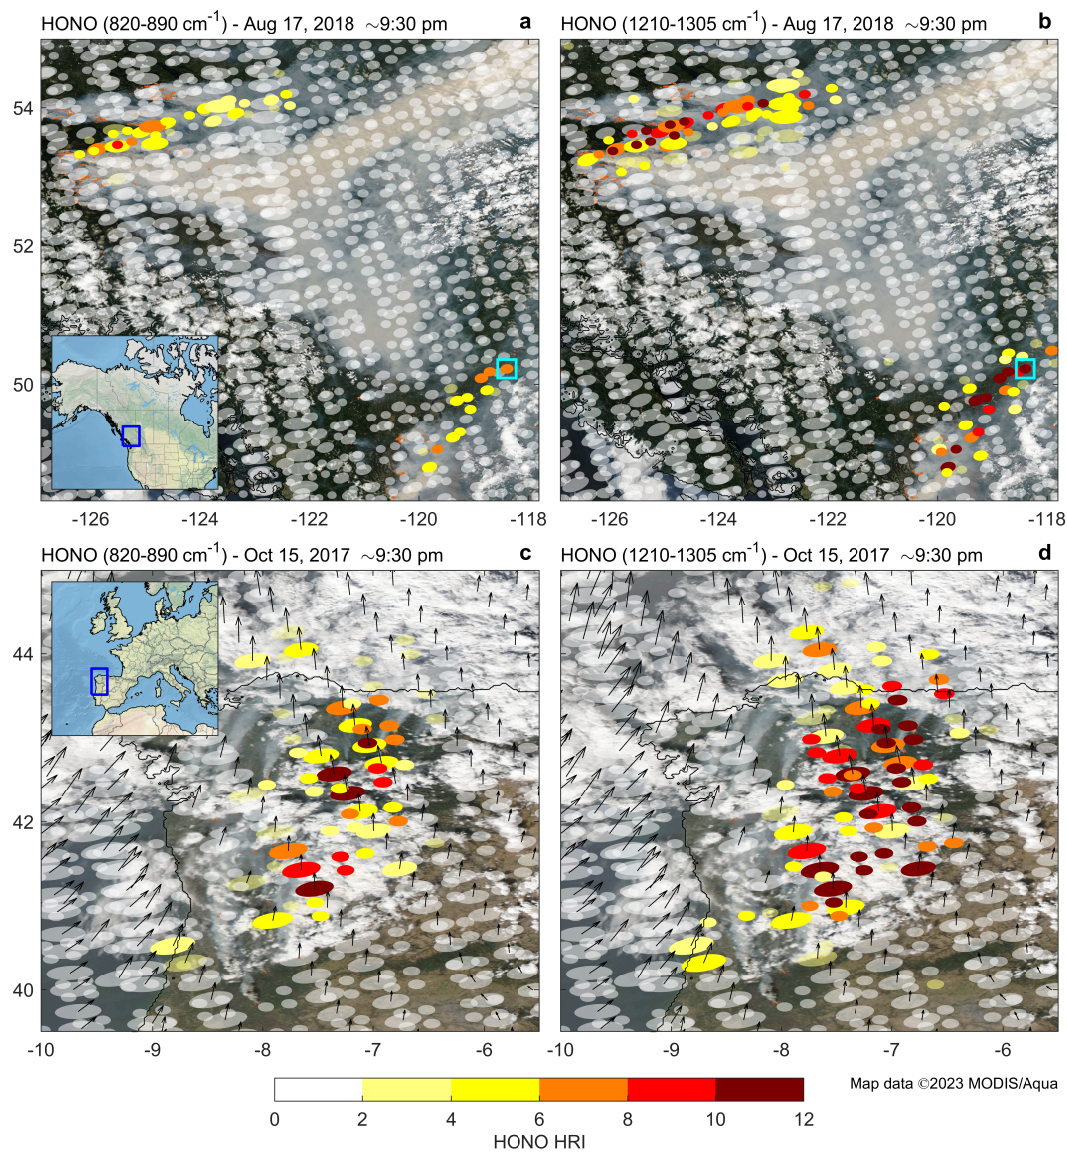 HONO (820-890 cm⁻¹) - Aug 17, 2018 ∼9:30 pm a
HONO (1210-1305 cm⁻¹) - Aug 17, 2018 ∼9:30 pm b
54
52
50
-126 -124 -122 -120 -118
-126 -124 -122 -120 -118
HONO (820-890 cm⁻¹) - Oct 15, 2017 ∼9:30 pm c
HONO (1210-1305 cm⁻¹) - Oct 15, 2017 ∼9:30 pm d
44
42
40
-10 -9 -8 -7 -6
-9 -8 -7 -6
Map data ©2023 MODIS/Aqua
0 2 4 6 8 10 12
HONO HRI